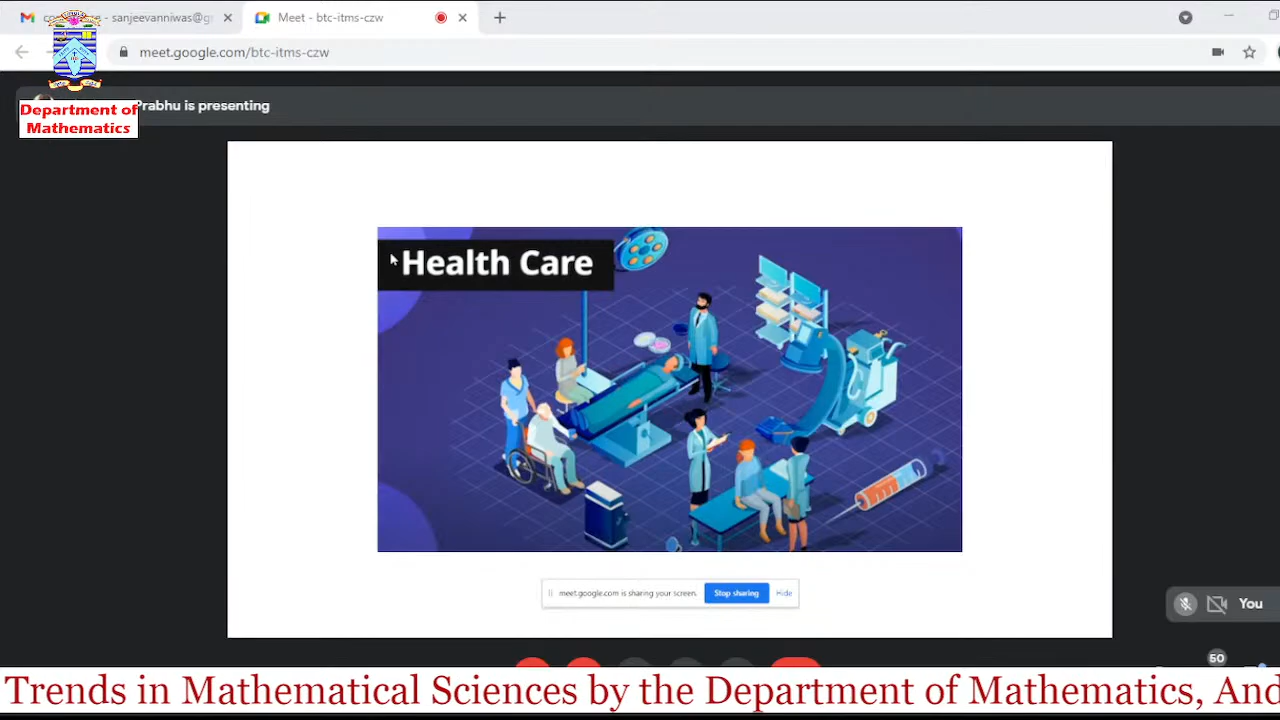 sanjeevanniwas@g
Meet - btc-itms-czw
meet.google.com/btc-itms-czw
Department of
Mathematics
Prabhu is presenting
Health Care
meet.google.com is sharing your screen.
Stop sharing
Hide
You
50
Trends in Mathematical Sciences by the Department of Mathematics, And